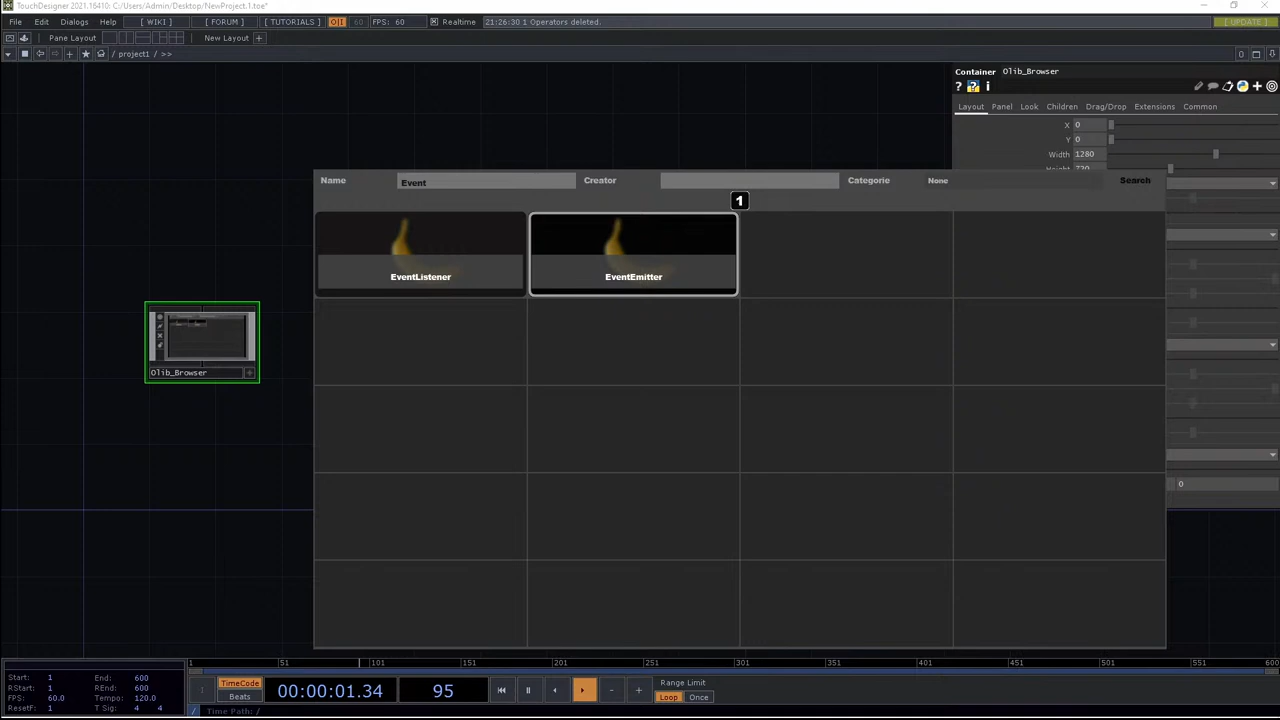 TouchDesigner 2021.16410: C:/Users/Admin/Desktop/NewProject.1.toe*
File Edit Dialogs Help [ WIKI ] [ FORUM ] [ TUTORIALS ] O|I 60 FPS: 60 Realtime 21:26:30 1 Operators deleted. [ UPDATE ]
Pane Layout New Layout +
/ project1 / >> 0
Container Olib_Browser
? ? i
Layout Panel Look Children Drag/Drop Extensions Common
X 0
Y 0
Width 1280
Height 720
Name Event Creator Categorie None Search
1
EventListener EventEmitter
Olib_Browser
0
1 51 101 151 201 251 301 351 401 451 501 551 600
Start: 1 End: 600
RStart: 1 REnd: 600
FPS: 60.0 Tempo: 120.0
ResetF: 1 T Sig: 4 4
TimeCode
Beats
00:00:01.34 95
Range Limit
Loop Once
/ Time Path: /